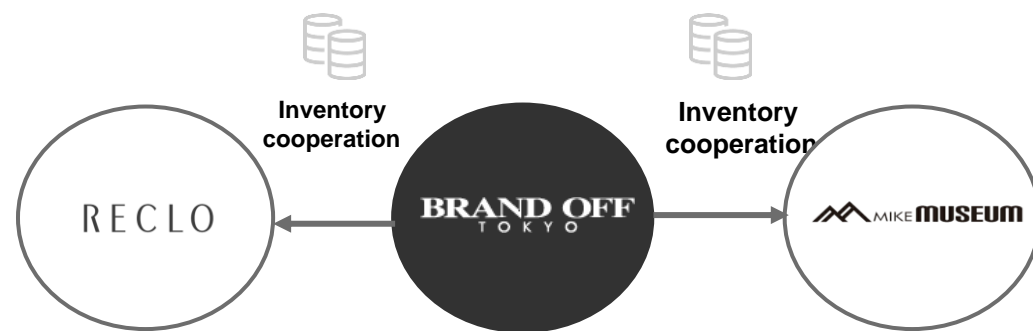 Inventory
cooperation
Inventory
cooperation
RECLO
BRAND OFF
TOKYO
MIKE MUSEUM